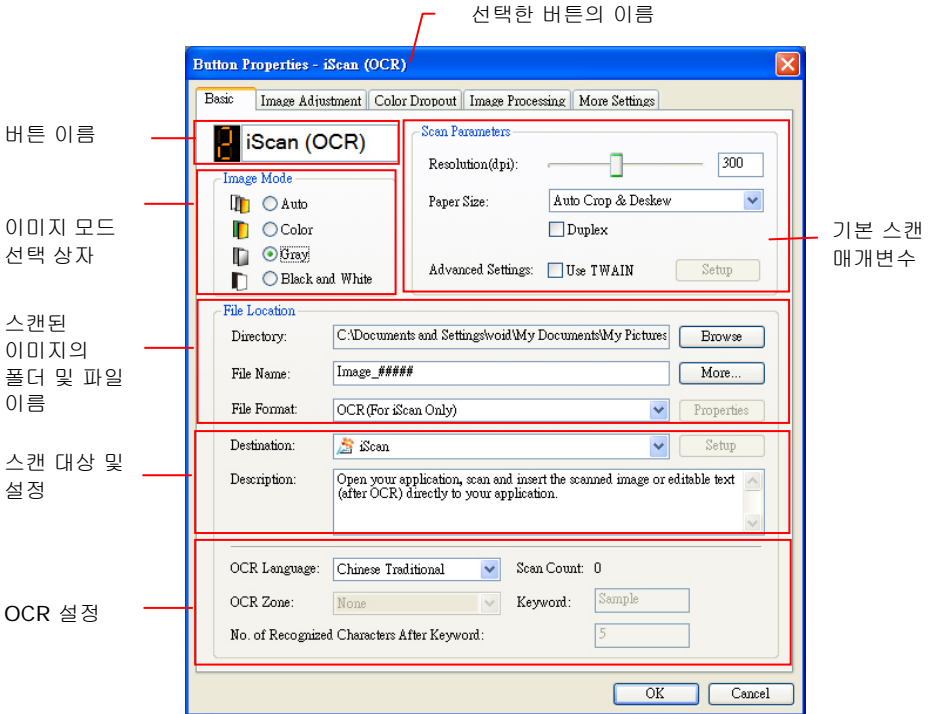 선택한 버튼의 이름
Button Properties - iScan (OCR)
Basic Image Adjustment Color Dropout Image Processing More Settings
버튼 이름
2 iScan (OCR)
Scan Parameters
Resolution(dpi): 300
Paper Size: Auto Crop & Deskew
Duplex
Advanced Settings: Use TWAIN Setup
기본 스캔
매개변수
이미지 모드
선택 상자
Image Mode
Auto
Color
Gray
Black and White
스캔된
이미지의
폴더 및 파일
이름
File Location
Directory: C:\Documents and Settings\void\My Documents\My Pictures Browse
File Name: Image_##### More...
File Format: OCR(For iScan Only) Properties
스캔 대상 및
설정
Destination: iScan Setup
Description: Open your application, scan and insert the scanned image or editable text
(after OCR) directly to your application.
OCR 설정
OCR Language: Chinese Traditional Scan Count: 0
OCR Zone: None Keyword: Sample
No. of Recognized Characters After Keyword: 5
OK Cancel